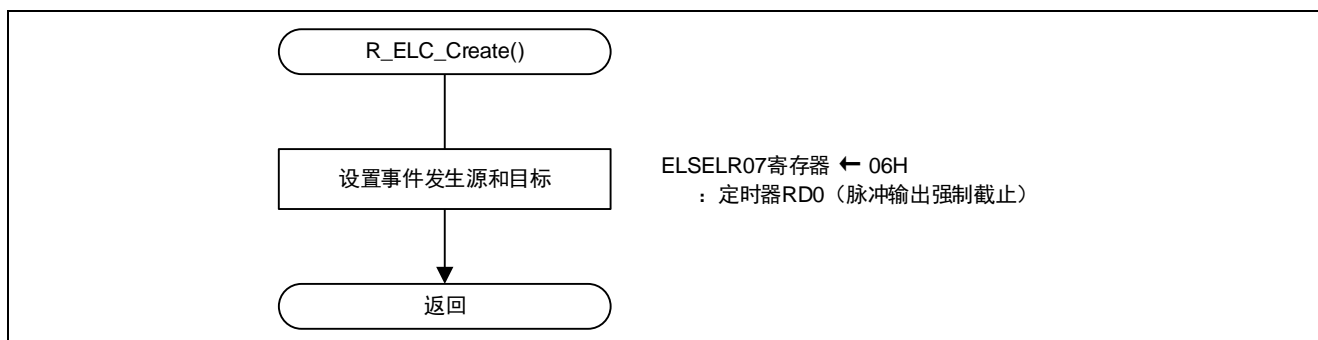 R_ELC_Create()
设置事件发生源和目标
ELSELR07寄存器 ← 06H
：定时器RD0（脉冲输出强制截止）
返回